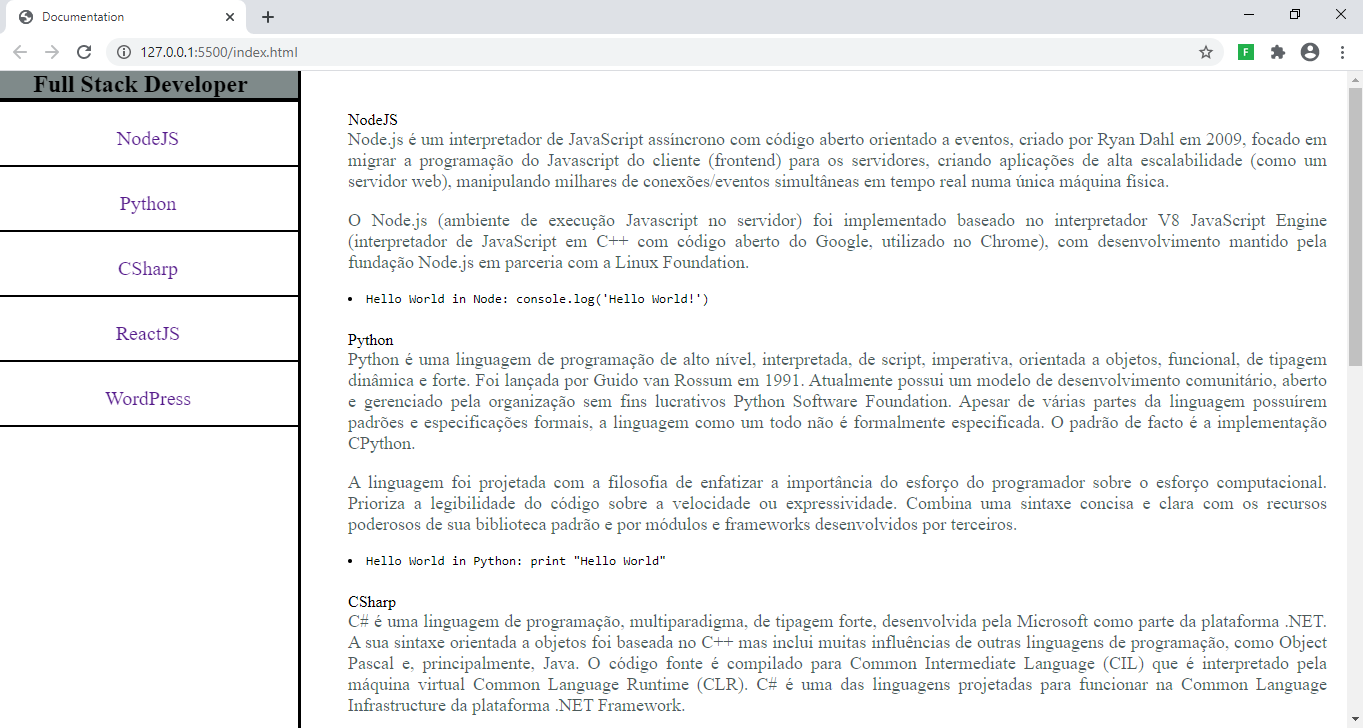 Documentation
127.0.0.1:5500/index.html
F
Full Stack Developer
NodeJS
Python
CSharp
ReactJS
WordPress
NodeJS
Node.js é um interpretador de JavaScript assíncrono com código aberto orientado a eventos, criado por Ryan Dahl em 2009, focado em
migrar a programação do Javascript do cliente (frontend) para os servidores, criando aplicações de alta escalabilidade (como um
servidor web), manipulando milhares de conexões/eventos simultâneas em tempo real numa única máquina física.
O Node.js (ambiente de execução Javascript no servidor) foi implementado baseado no interpretador V8 JavaScript Engine
(interpretador de JavaScript em C++ com código aberto do Google, utilizado no Chrome), com desenvolvimento mantido pela
fundação Node.js em parceria com a Linux Foundation.
• Hello World in Node: console.log('Hello World!')
Python
Python é uma linguagem de programação de alto nível, interpretada, de script, imperativa, orientada a objetos, funcional, de tipagem
dinâmica e forte. Foi lançada por Guido van Rossum em 1991. Atualmente possui um modelo de desenvolvimento comunitário, aberto
e gerenciado pela organização sem fins lucrativos Python Software Foundation. Apesar de várias partes da linguagem possuírem
padrões e especificações formais, a linguagem como um todo não é formalmente especificada. O padrão de facto é a implementação
CPython.
A linguagem foi projetada com a filosofia de enfatizar a importância do esforço do programador sobre o esforço computacional.
Prioriza a legibilidade do código sobre a velocidade ou expressividade. Combina uma sintaxe concisa e clara com os recursos
poderosos de sua biblioteca padrão e por módulos e frameworks desenvolvidos por terceiros.
• Hello World in Python: print "Hello World"
CSharp
C# é uma linguagem de programação, multiparadigma, de tipagem forte, desenvolvida pela Microsoft como parte da plataforma .NET.
A sua sintaxe orientada a objetos foi baseada no C++ mas inclui muitas influências de outras linguagens de programação, como Object
Pascal e, principalmente, Java. O código fonte é compilado para Common Intermediate Language (CIL) que é interpretado pela
máquina virtual Common Language Runtime (CLR). C# é uma das linguagens projetadas para funcionar na Common Language
Infrastructure da plataforma .NET Framework.